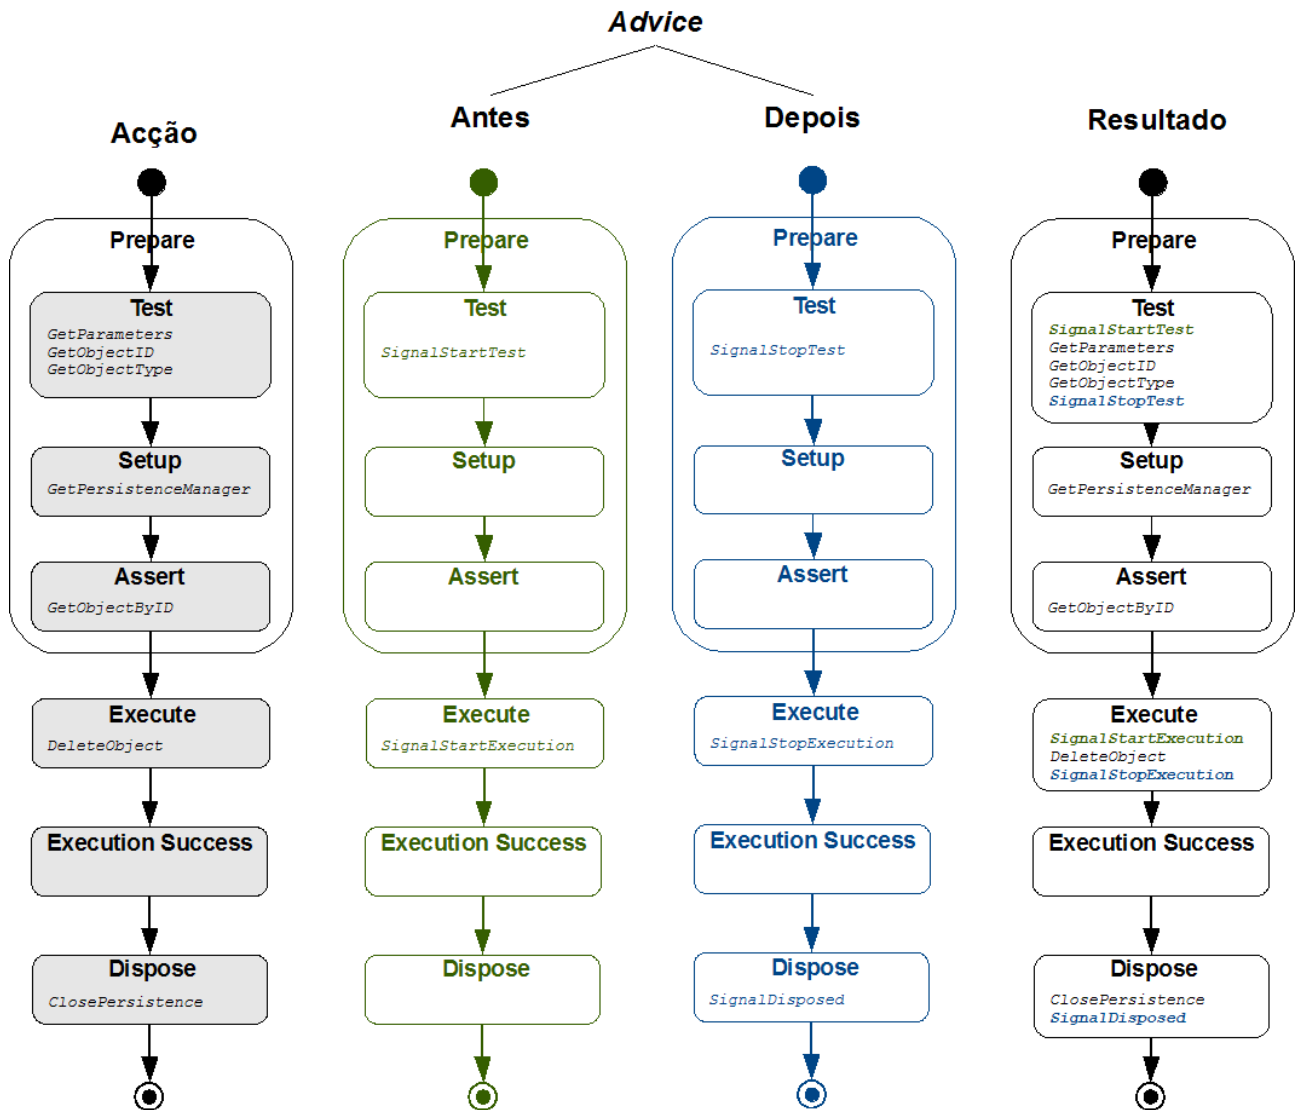 Advice
Acção
Antes
Depois
Resultado
Prepare
Test
GetParameters
GetObjectID
GetObjectType
Setup
GetPersistenceManager
Assert
GetObjectByID
Execute
DeleteObject
Execution Success
Dispose
ClosePersistence
Prepare
Test
SignalStartTest
Setup
Assert
Execute
SignalStartExecution
Execution Success
Dispose
Prepare
Test
SignalStopTest
Setup
Assert
Execute
SignalStopExecution
Execution Success
Dispose
SignalDisposed
Prepare
Test
SignalStartTest
GetParameters
GetObjectID
GetObjectType
SignalStopTest
Setup
GetPersistenceManager
Assert
GetObjectByID
Execute
SignalStartExecution
DeleteObject
SignalStopExecution
Execution Success
Dispose
ClosePersistence
SignalDisposed